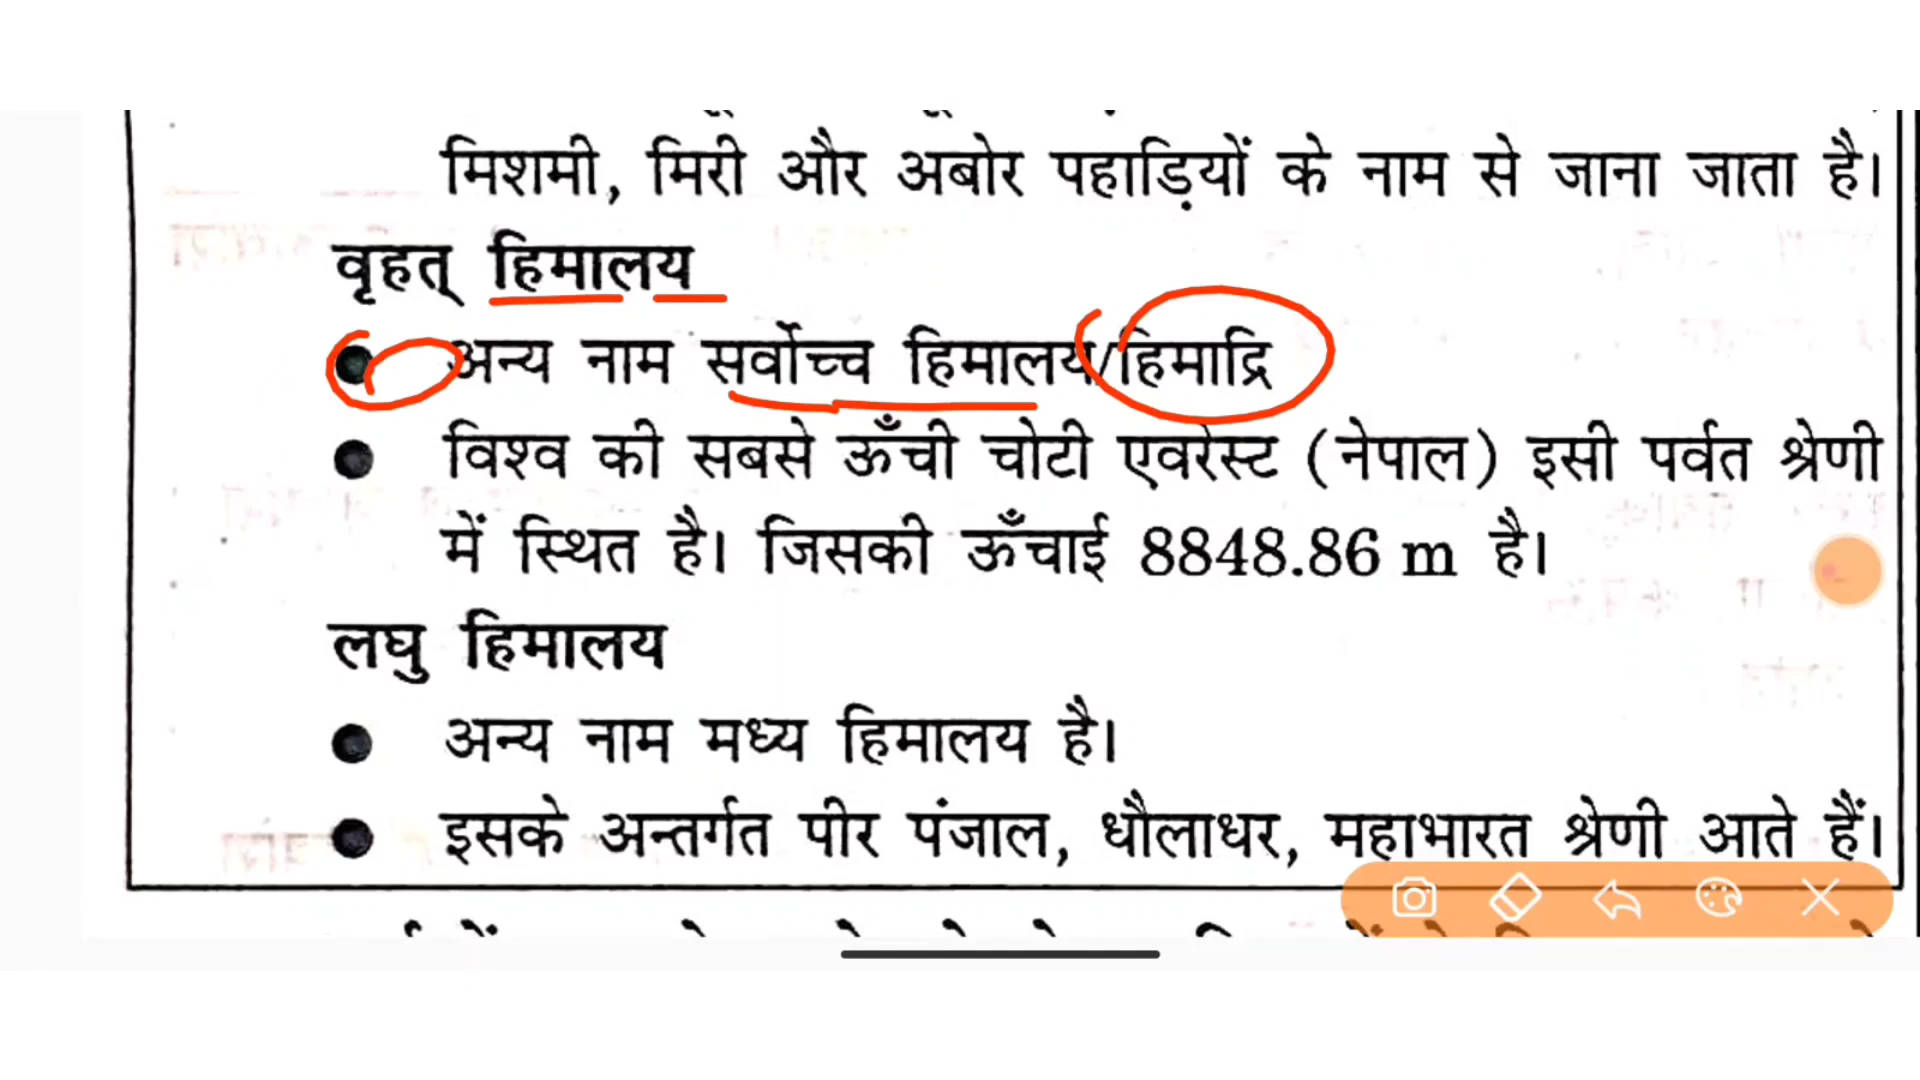 मिशमी, मिरी और अबोर पहाड़ियों के नाम से जाना जाता है।
वृहत् हिमालय
● अन्य नाम सर्वोच्च हिमालय/हिमाद्रि
● विश्व की सबसे ऊँची चोटी एवरेस्ट (नेपाल) इसी पर्वत श्रेणी
में स्थित है। जिसकी ऊँचाई 8848.86 m है।
लघु हिमालय
● अन्य नाम मध्य हिमालय है।
● इसके अन्तर्गत पीर पंजाल, धौलाधर, महाभारत श्रेणी आते हैं।